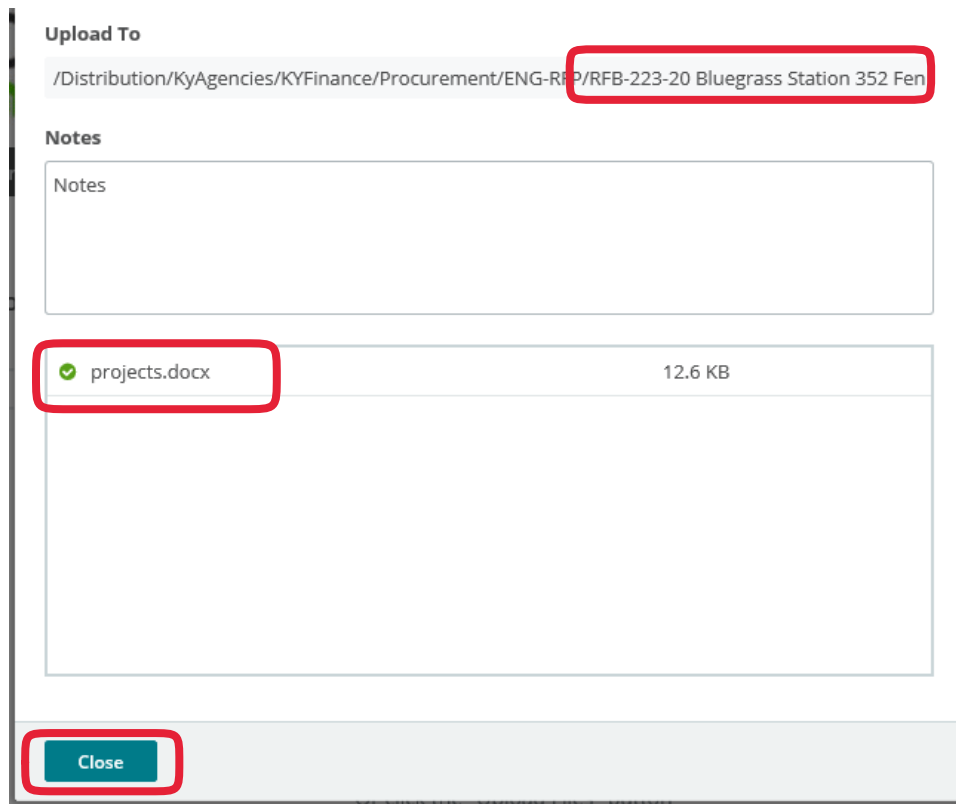 Upload To
/Distribution/KyAgencies/KYFinance/Procurement/ENG-RFP/RFB-223-20 Bluegrass Station 352 Fen
Notes
Notes
projects.docx 12.6 KB
Close